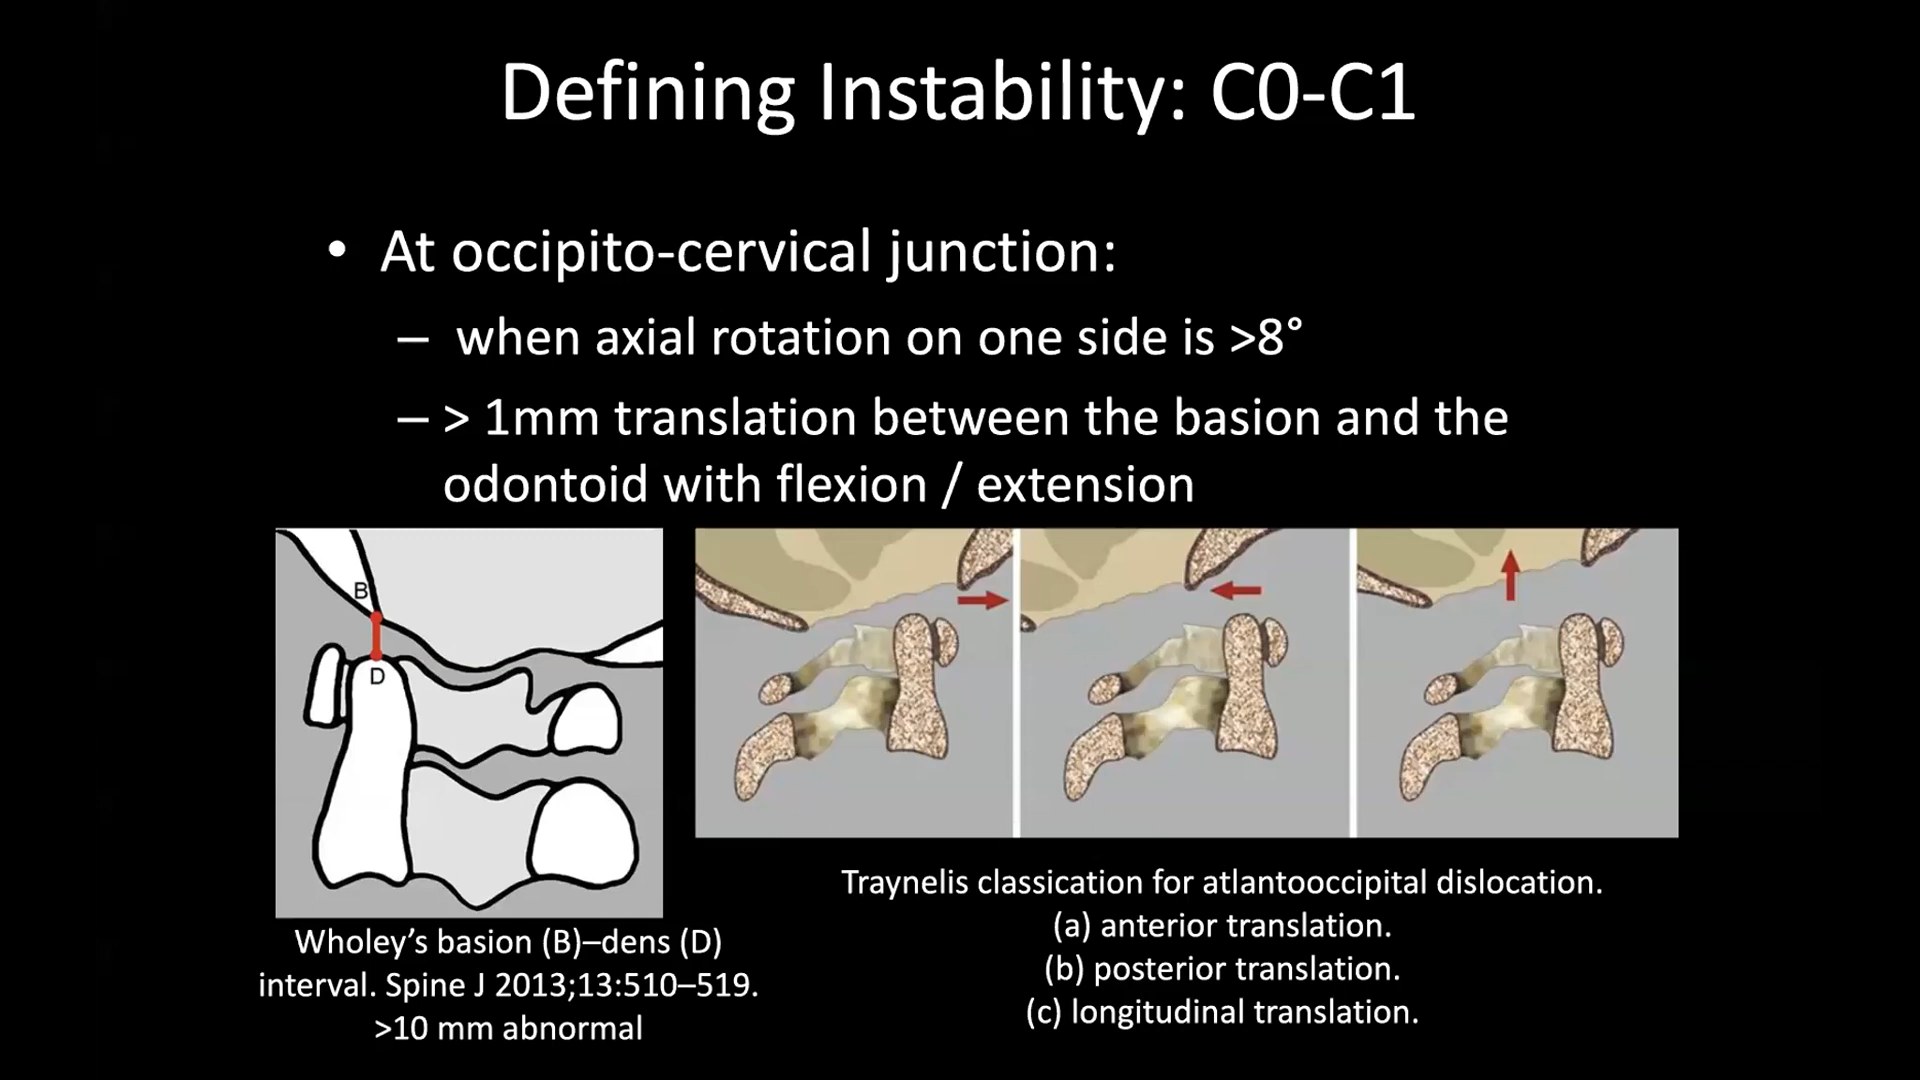 Defining Instability: C0-C1
• At occipito-cervical junction:
– when axial rotation on one side is >8°
– > 1mm translation between the basion and the
odontoid with flexion / extension
B
D
Wholey’s basion (B)–dens (D)
interval. Spine J 2013;13:510–519.
>10 mm abnormal
Traynelis classication for atlantooccipital dislocation.
(a) anterior translation.
(b) posterior translation.
(c) longitudinal translation.